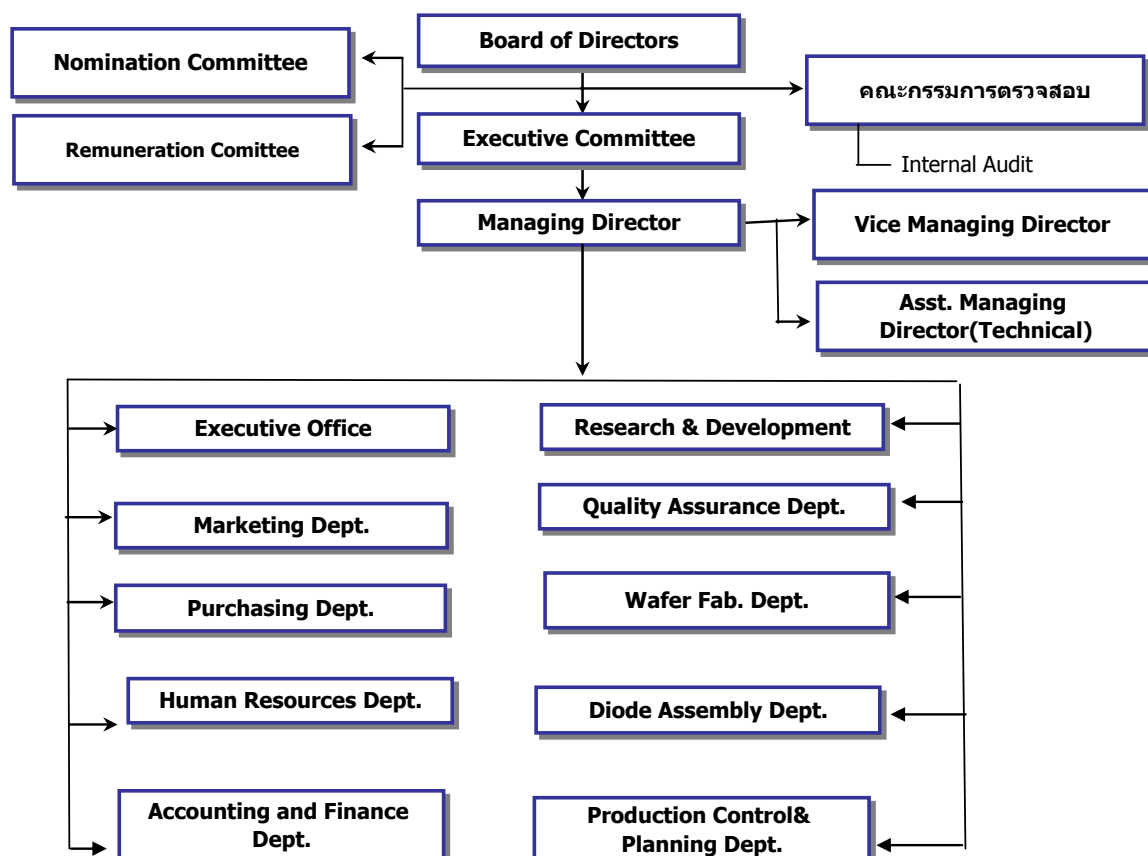 Board of Directors
Nomination Committee
คณะกรรมการตรวจสอบ
Remuneration Comittee
Executive Committee
Internal Audit
Managing Director
Vice Managing Director
Asst. Managing
Director(Technical)
Executive Office
Research & Development
Marketing Dept.
Quality Assurance Dept.
Purchasing Dept.
Wafer Fab. Dept.
Human Resources Dept.
Diode Assembly Dept.
Accounting and Finance
Dept.
Production Control&
Planning Dept.